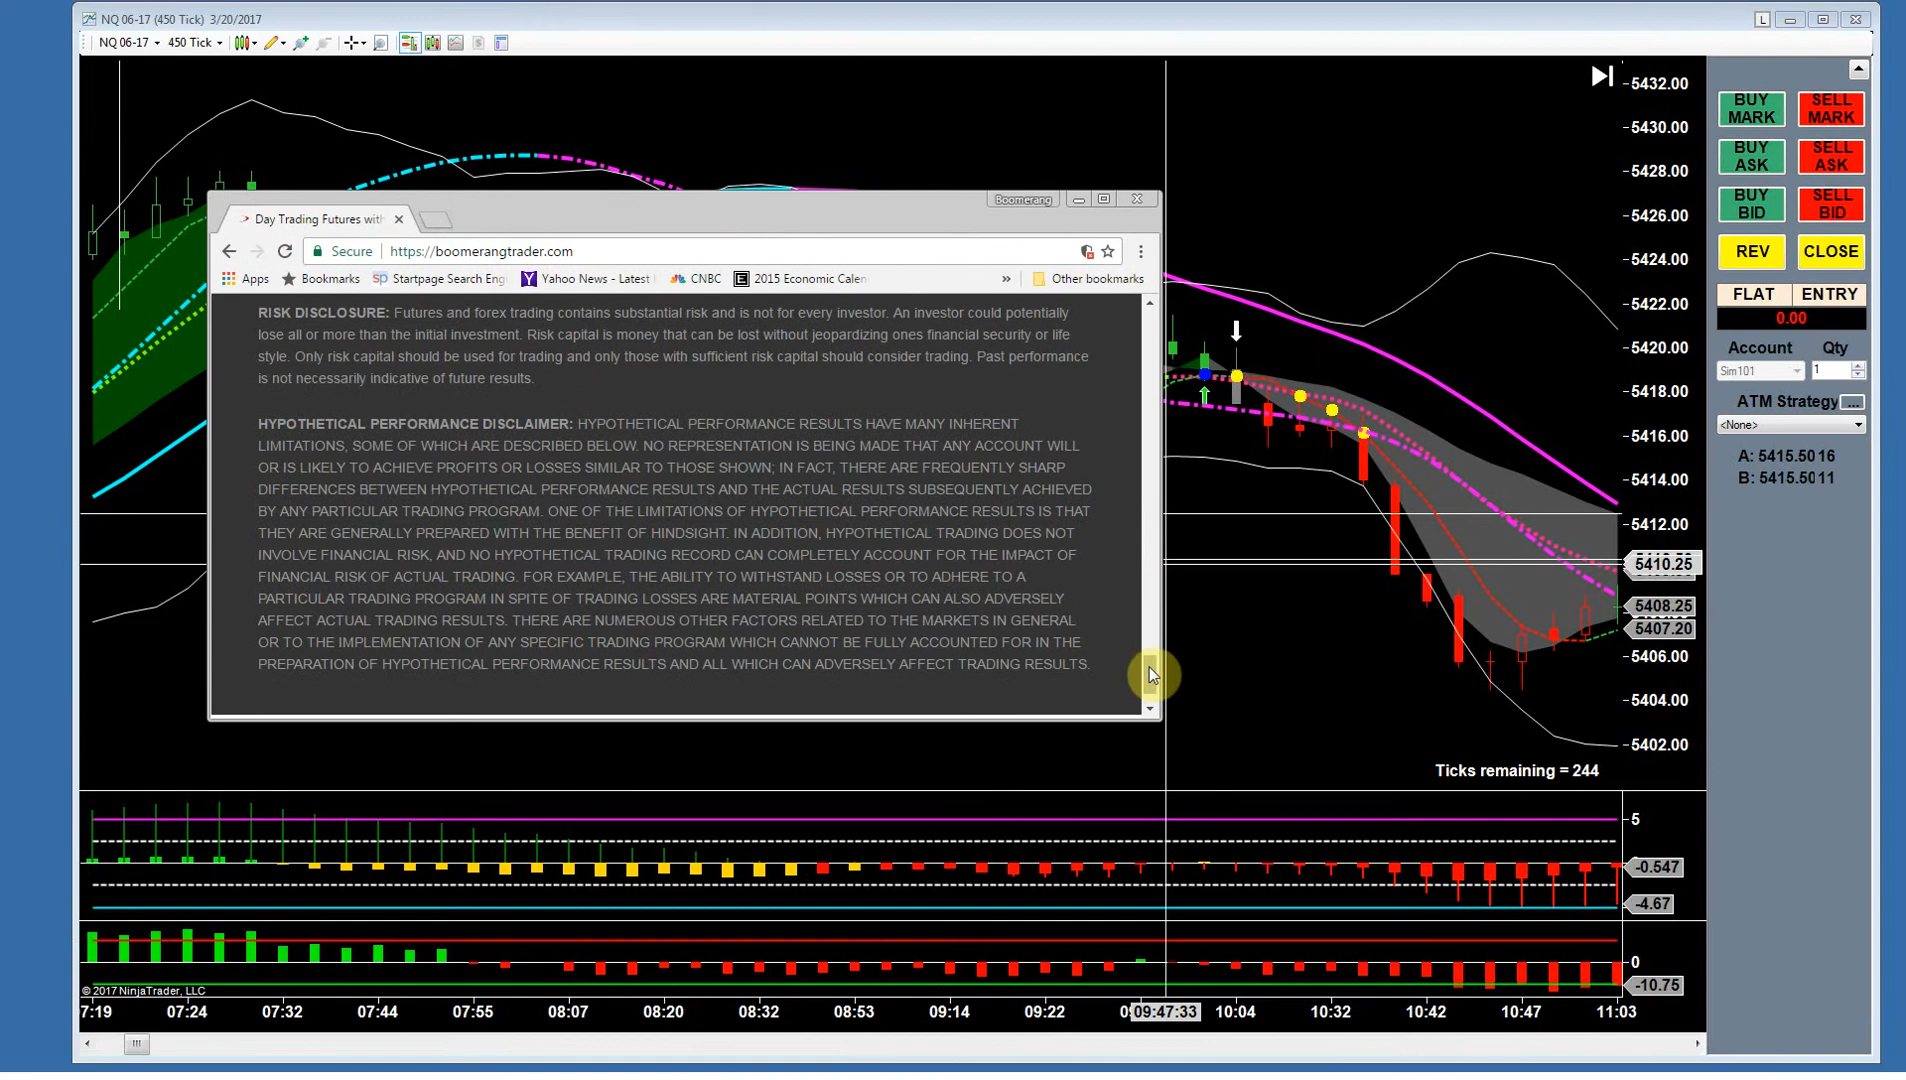 NQ 06-17 (450 Tick) 3/20/2017
L
NQ 06-17 450 Tick
Boomerang
Day Trading Futures with
Secure https://boomerangtrader.com
Apps Bookmarks Startpage Search Eng Yahoo News - Latest CNBC 2015 Economic Calen » Other bookmarks
RISK DISCLOSURE: Futures and forex trading contains substantial risk and is not for every investor. An investor could potentially
lose all or more than the initial investment. Risk capital is money that can be lost without jeopardizing ones financial security or life
style. Only risk capital should be used for trading and only those with sufficient risk capital should consider trading. Past performance
is not necessarily indicative of future results.
HYPOTHETICAL PERFORMANCE DISCLAIMER: HYPOTHETICAL PERFORMANCE RESULTS HAVE MANY INHERENT
LIMITATIONS, SOME OF WHICH ARE DESCRIBED BELOW. NO REPRESENTATION IS BEING MADE THAT ANY ACCOUNT WILL
OR IS LIKELY TO ACHIEVE PROFITS OR LOSSES SIMILAR TO THOSE SHOWN; IN FACT, THERE ARE FREQUENTLY SHARP
DIFFERENCES BETWEEN HYPOTHETICAL PERFORMANCE RESULTS AND THE ACTUAL RESULTS SUBSEQUENTLY ACHIEVED
BY ANY PARTICULAR TRADING PROGRAM. ONE OF THE LIMITATIONS OF HYPOTHETICAL PERFORMANCE RESULTS IS THAT
THEY ARE GENERALLY PREPARED WITH THE BENEFIT OF HINDSIGHT. IN ADDITION, HYPOTHETICAL TRADING DOES NOT
INVOLVE FINANCIAL RISK, AND NO HYPOTHETICAL TRADING RECORD CAN COMPLETELY ACCOUNT FOR THE IMPACT OF
FINANCIAL RISK OF ACTUAL TRADING. FOR EXAMPLE, THE ABILITY TO WITHSTAND LOSSES OR TO ADHERE TO A
PARTICULAR TRADING PROGRAM IN SPITE OF TRADING LOSSES ARE MATERIAL POINTS WHICH CAN ALSO ADVERSELY
AFFECT ACTUAL TRADING RESULTS. THERE ARE NUMEROUS OTHER FACTORS RELATED TO THE MARKETS IN GENERAL
OR TO THE IMPLEMENTATION OF ANY SPECIFIC TRADING PROGRAM WHICH CANNOT BE FULLY ACCOUNTED FOR IN THE
PREPARATION OF HYPOTHETICAL PERFORMANCE RESULTS AND ALL WHICH CAN ADVERSELY AFFECT TRADING RESULTS.
5432.00
5430.00
5428.00
5426.00
5424.00
5422.00
5420.00
5418.00
5416.00
5414.00
5412.00
5410.25
5408.25
5407.20
5406.00
5404.00
5402.00
Ticks remaining = 244
5
-0.547
-4.67
0
-10.75
© 2017 NinjaTrader, LLC
7:19 07:24 07:32 07:44 07:55 08:07 08:20 08:32 08:53 09:14 09:22 09:47:33 10:04 10:32 10:42 10:47 11:03
BUY MARK SELL MARK
BUY ASK SELL ASK
BUY BID SELL BID
REV CLOSE
FLAT ENTRY
0.00
Account Qty
Sim101 1
ATM Strategy ...
<None>
A: 5415.50 16
B: 5415.50 11